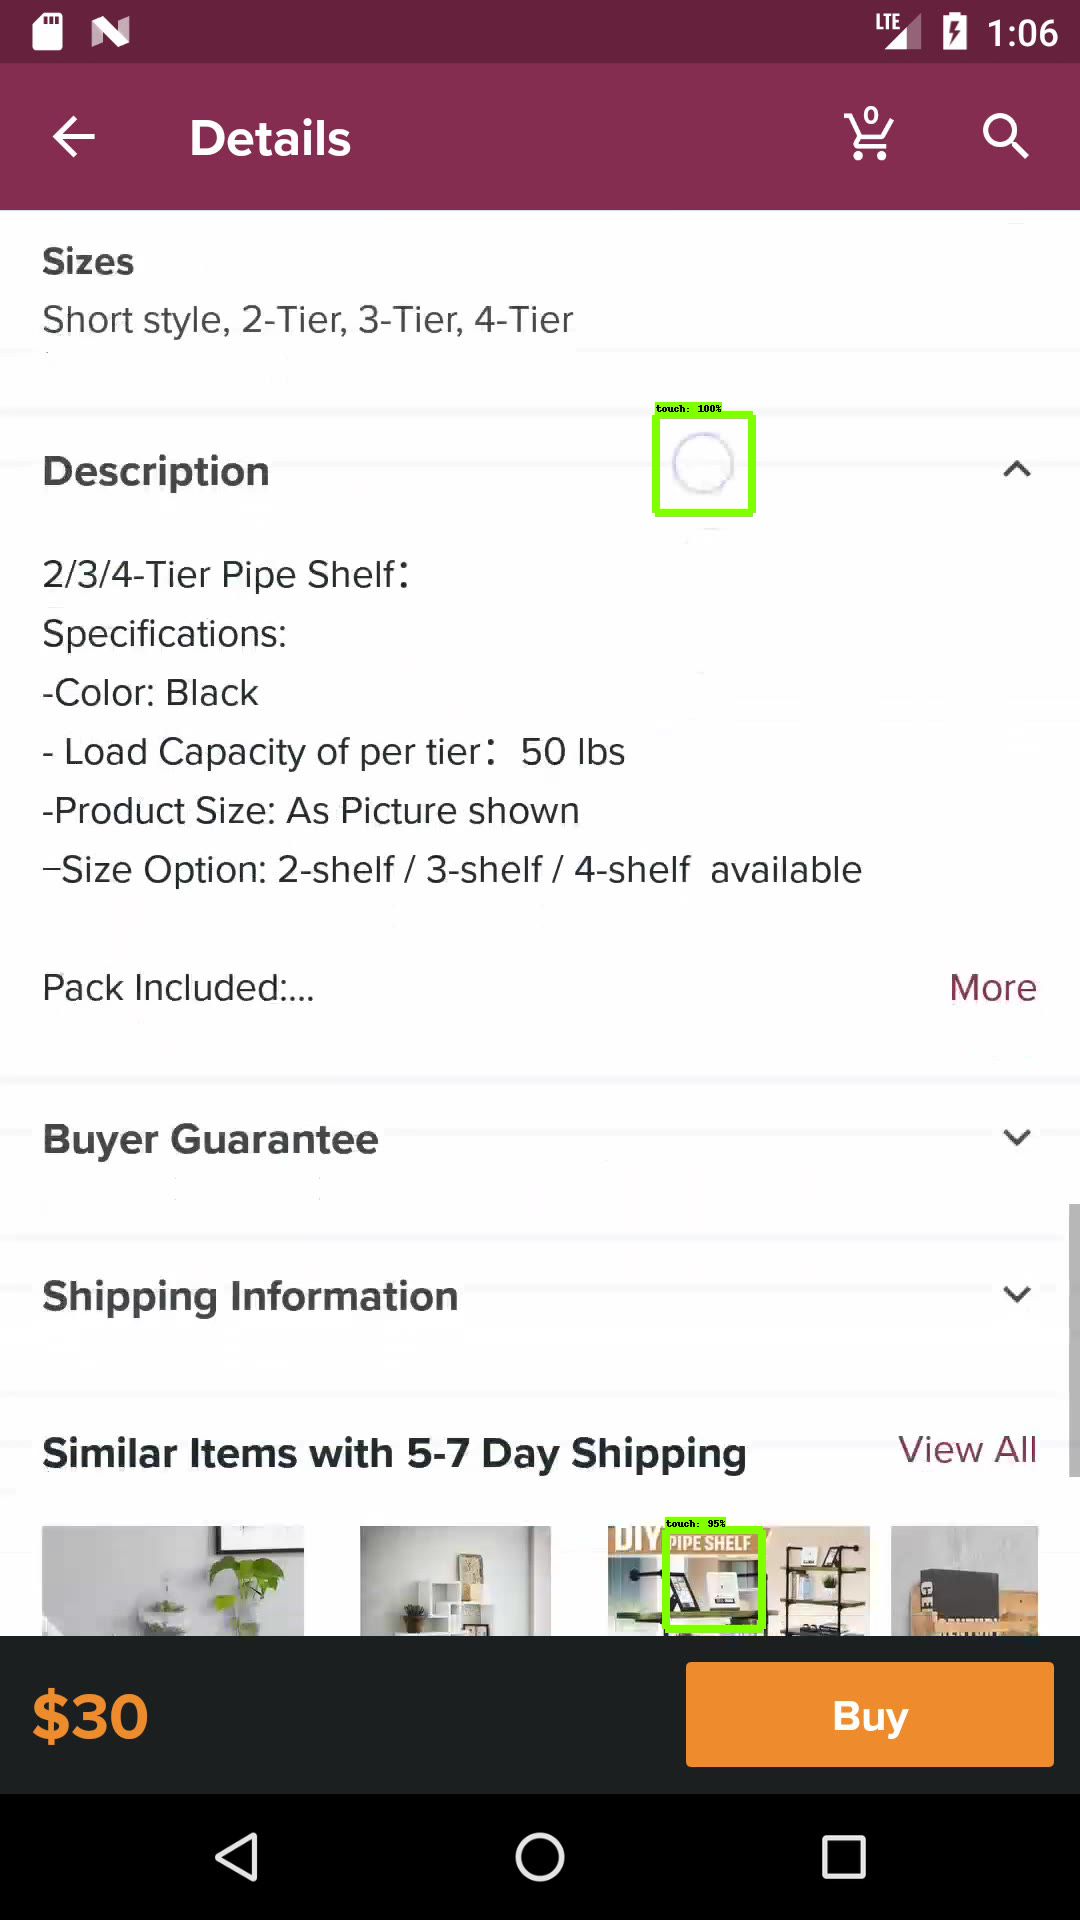 LTE 1:06
Details 0
Sizes
Short style, 2-Tier, 3-Tier, 4-Tier
touch: 100%
Description
2/3/4-Tier Pipe Shelf：
Specifications:
-Color: Black
- Load Capacity of per tier：50 lbs
-Product Size: As Picture shown
–Size Option: 2-shelf / 3-shelf / 4-shelf available
Pack Included:...
More
Buyer Guarantee
Shipping Information
Similar Items with 5-7 Day Shipping
View All
touch: 95%
DIY PIPE SHELF
$30
Buy